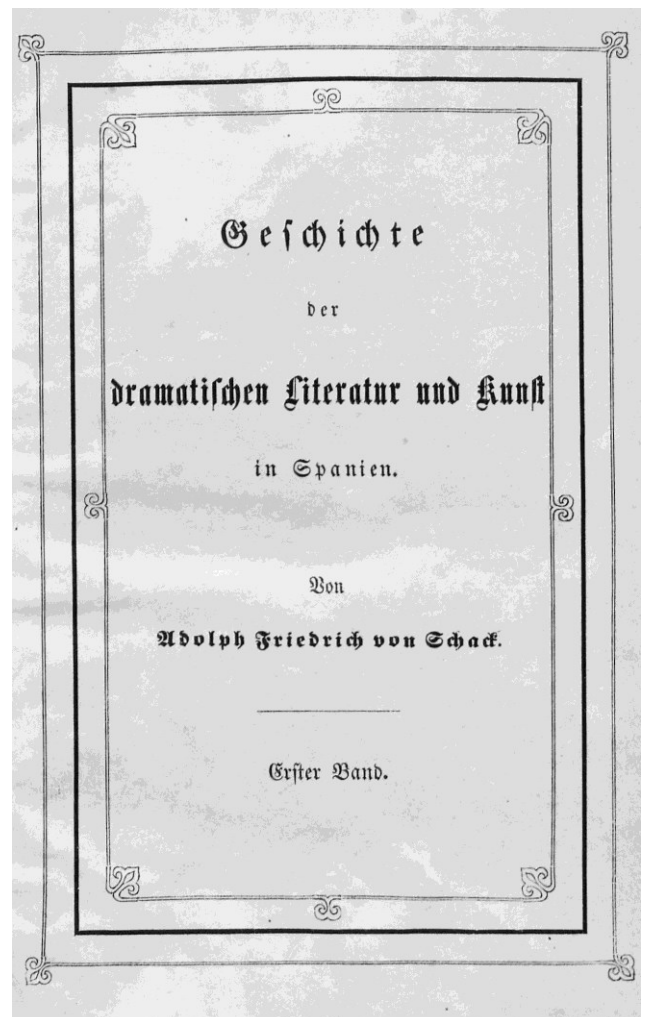 Geschichte
der
dramatischen Literatur und Kunst
in Spanien.
Von
Adolph Friedrich von Schack.
Erster Band.